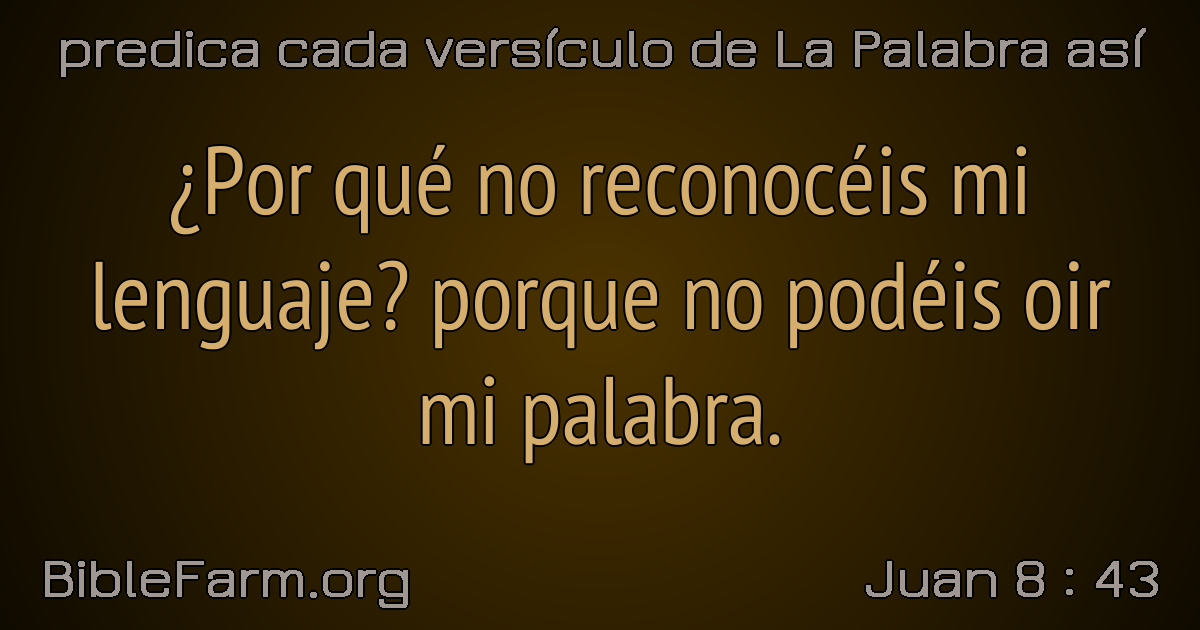 predica cada versículo de La Palabra así
¿Por qué no reconocéis mi
lenguaje? porque no podéis oir
mi palabra.
BibleFarm.org
Juan 8 : 43